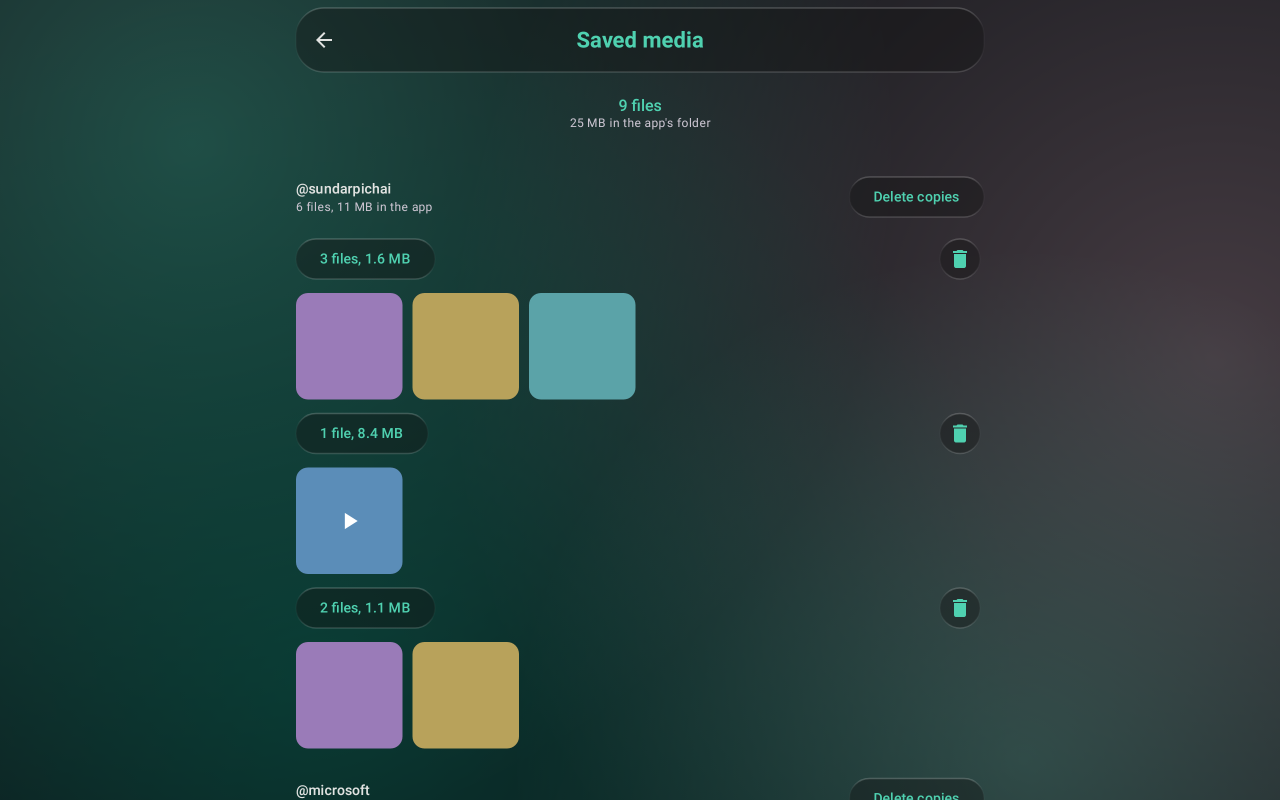 Saved media
9 files
25 MB in the app's folder
@sundarpichai
6 files, 11 MB in the app
Delete copies
3 files, 1.6 MB
1 file, 8.4 MB
2 files, 1.1 MB
@microsoft
Delete copies